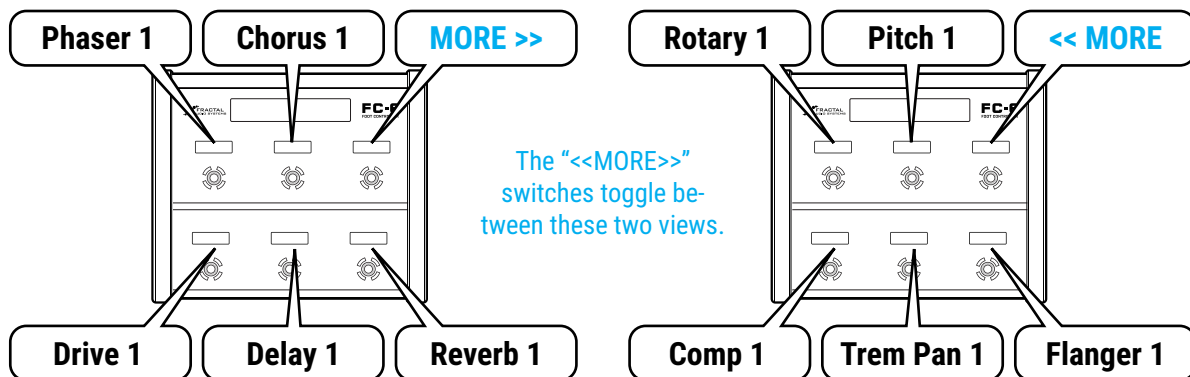 Phaser 1
Chorus 1
MORE >>
Rotary 1
Pitch 1
<< MORE
FRACTAL
FC-6
FOOT CONTROLLER
FRACTAL
FC-6
FOOT CONTROLLER
The “<<MORE>>”
switches toggle be-
tween these two views.
Drive 1
Delay 1
Reverb 1
Comp 1
Trem Pan 1
Flanger 1